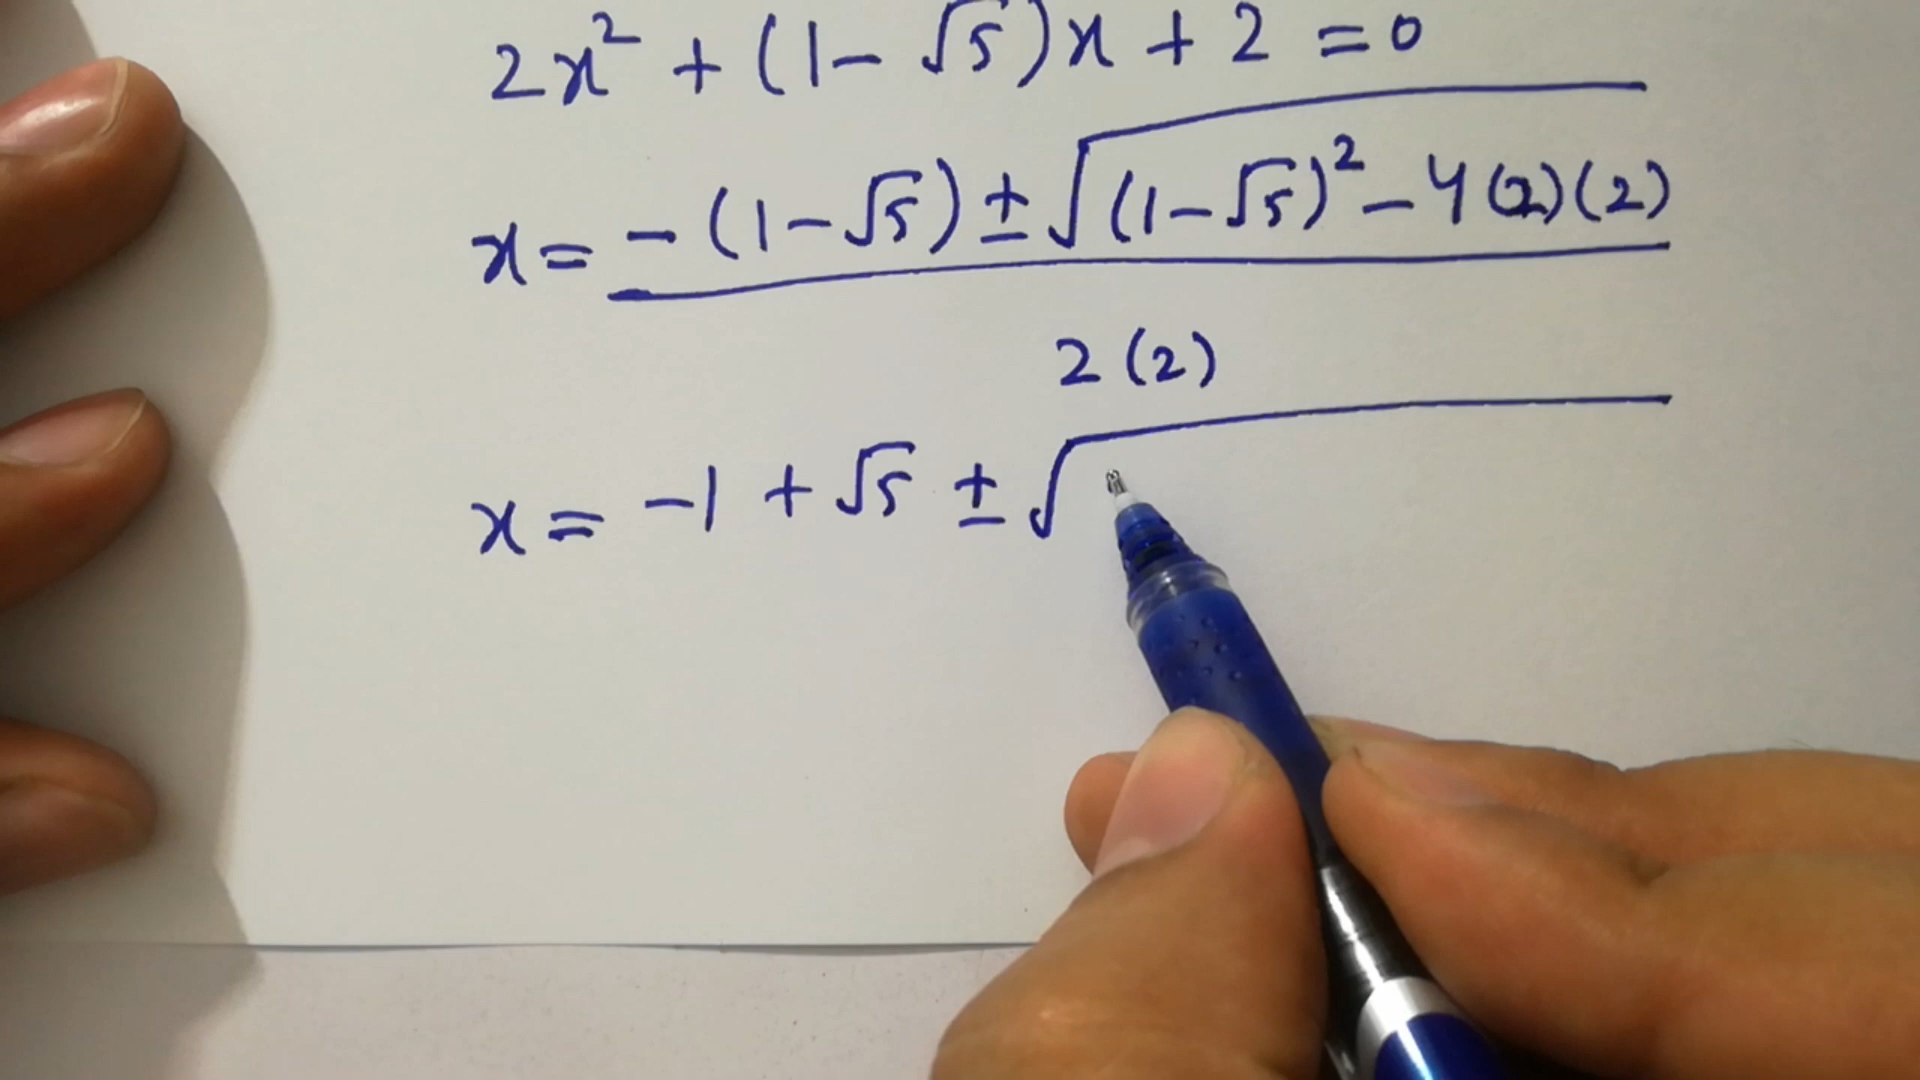 2x² + (1-√5)x + 2 = 0
x = -(1-√5) ± √(1-√5)² - 4(2)(2)
2(2)
x = -1 + √5 ± √